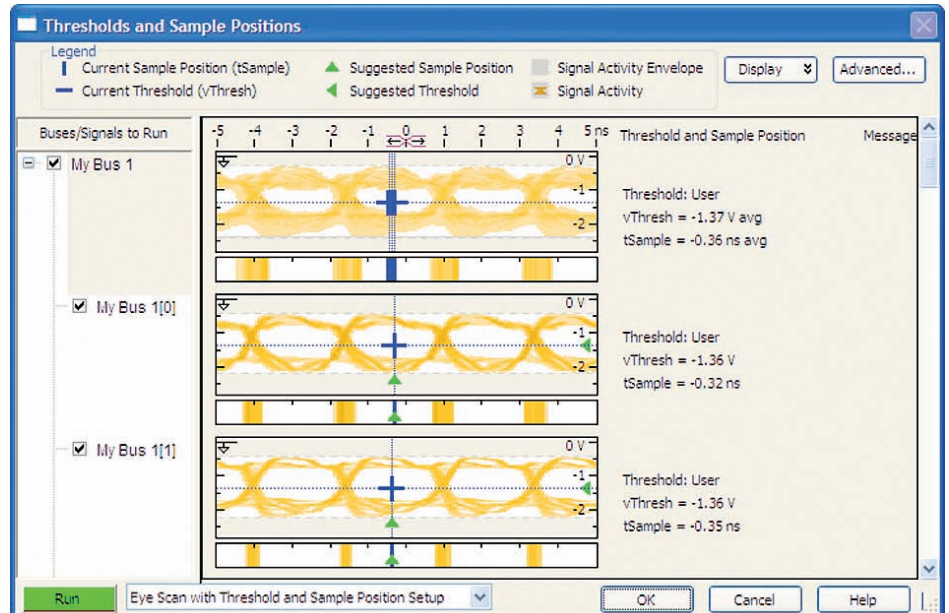 Thresholds and Sample Positions
Legend
Current Sample Position (tSample)
Suggested Sample Position
Signal Activity Envelope
Current Threshold (vThresh)
Suggested Threshold
Signal Activity
Display
Advanced...
Buses/Signals to Run
-5 -4 -3 -2 -1 0 1 2 3 4 5 ns
Threshold and Sample Position
Message
My Bus 1
0 V
-1
-2
Threshold: User
vThresh = -1.37 V avg
tSample = -0.36 ns avg
My Bus 1[0]
0 V
-1
-2
Threshold: User
vThresh = -1.36 V
tSample = -0.32 ns
My Bus 1[1]
0 V
-1
-2
Threshold: User
vThresh = -1.36 V
tSample = -0.35 ns
Run
Eye Scan with Threshold and Sample Position Setup
OK
Cancel
Help